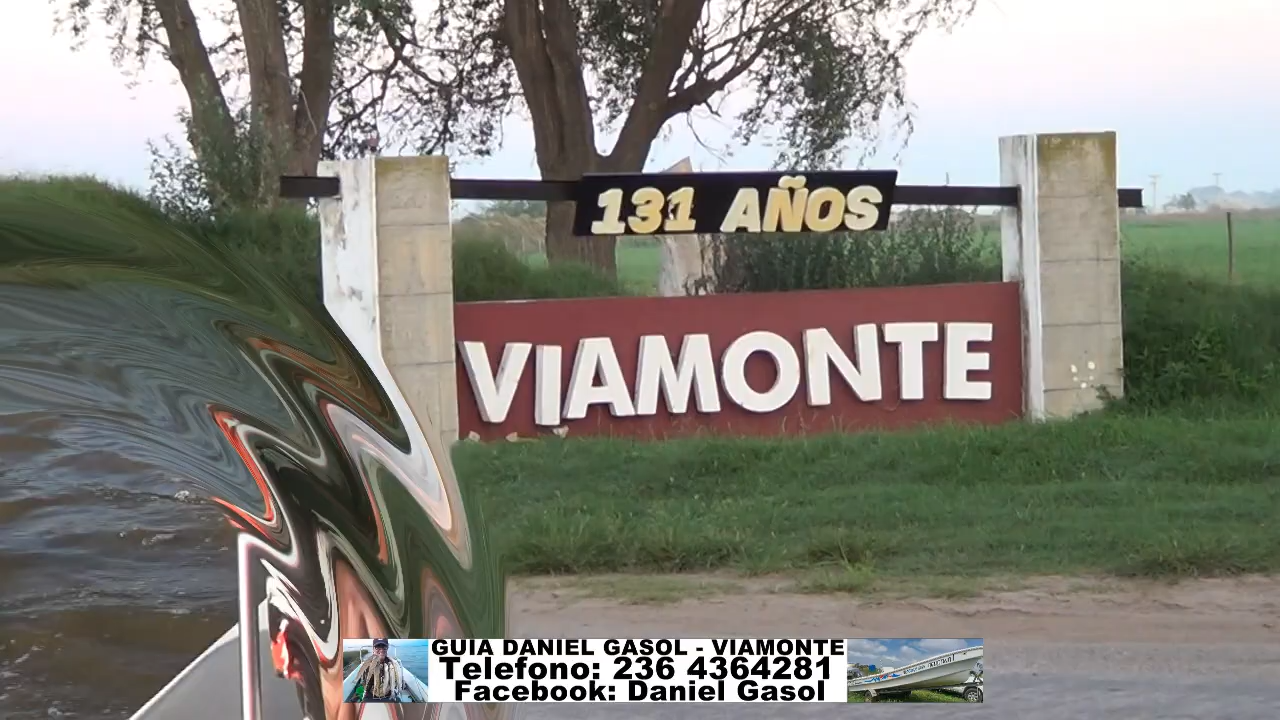 131 AÑOS
VIAMONTE
GUIA DANIEL GASOL - VIAMONTE
Telefono: 236 4364281
Facebook: Daniel Gasol